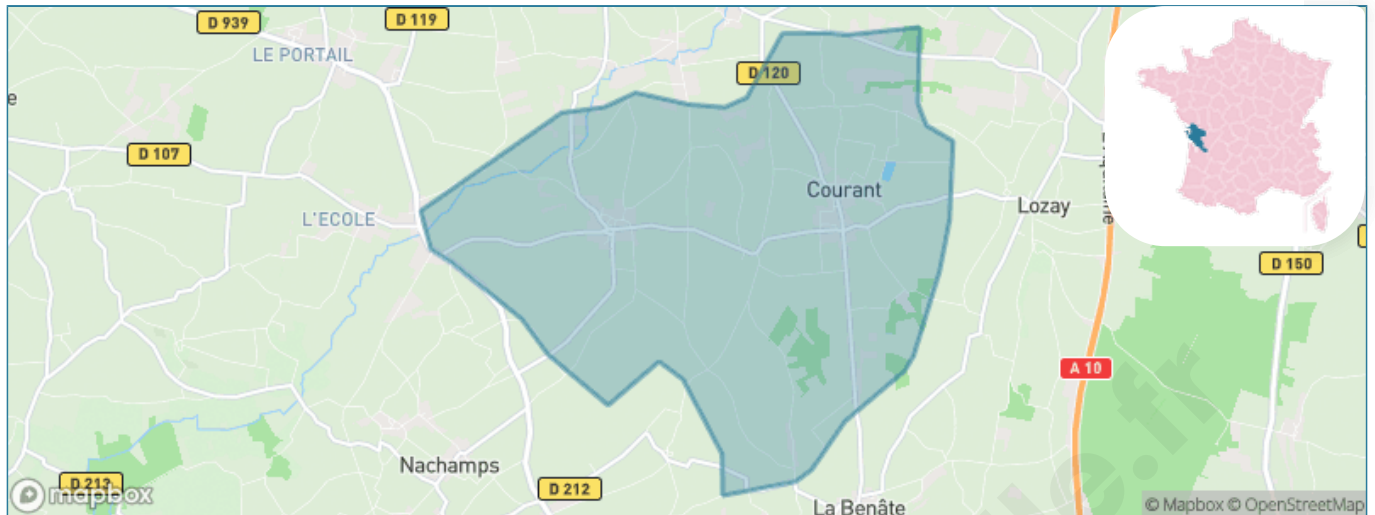 D 939
D 119
LE PORTAIL
D 120
e
D 107
Courant
L'ECOLE
Lozay
D 150
A 10
Nachamps
D 212
D 212
mapbox
La Benâte
© Mapbox © OpenStreetMap